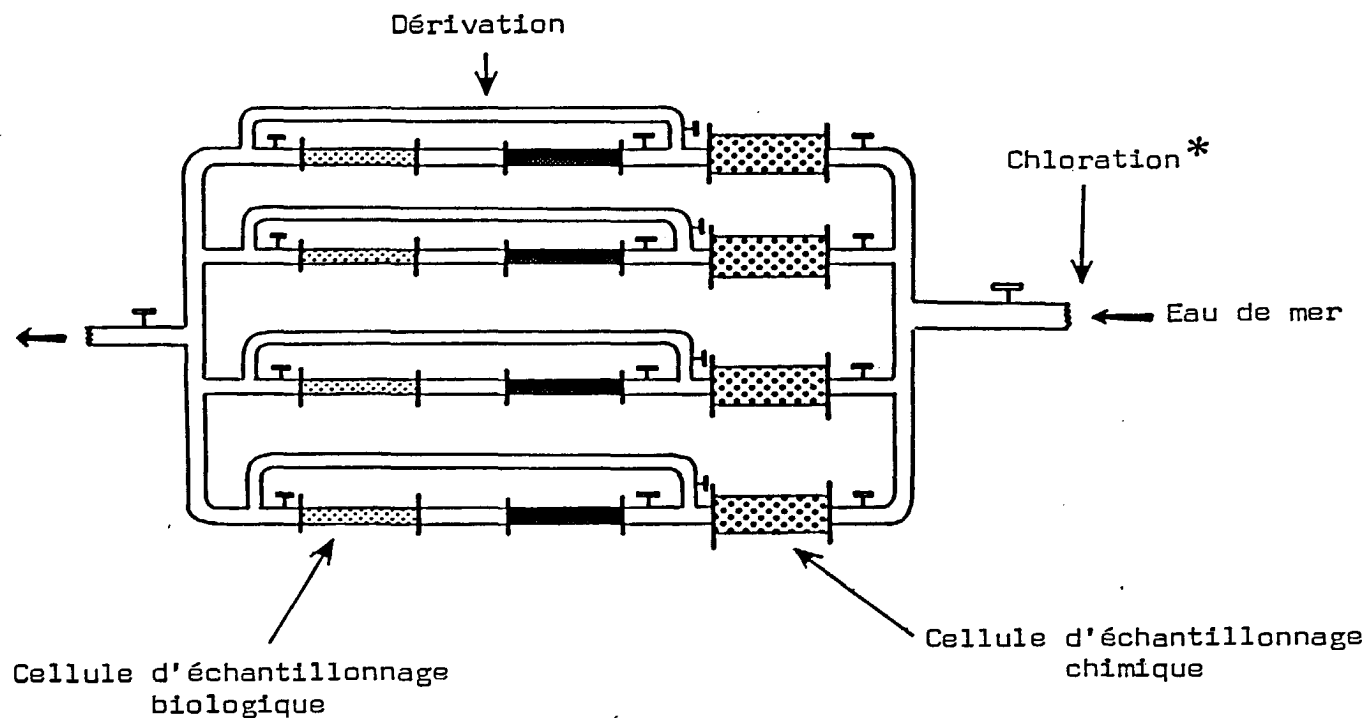 Dérivation
Chloration*
Eau de mer
Cellule d'échantillonnage
chimique
Cellule d'échantillonnage
biologique